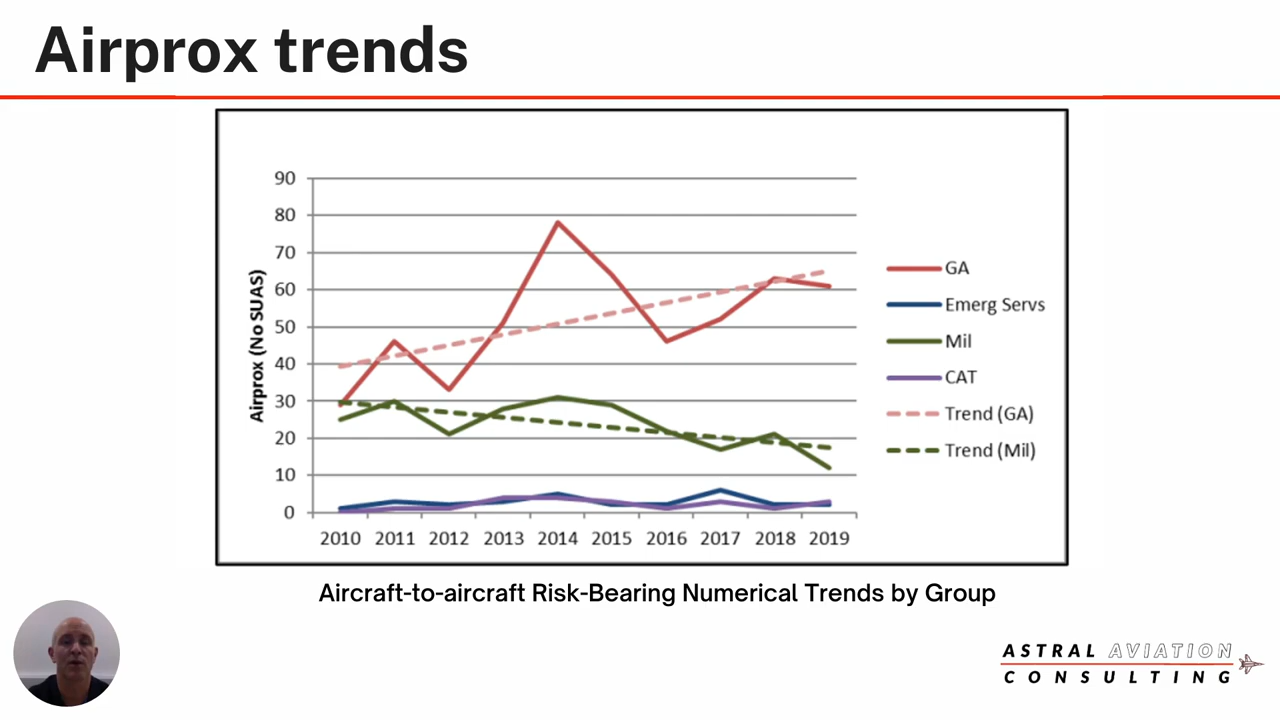 Airprox trends
Airprox (No SUAS)
90
80
70
60
50
40
30
20
10
0
2010 2011 2012 2013 2014 2015 2016 2017 2018 2019
GA
Emerg Servs
Mil
CAT
Trend (GA)
Trend (Mil)
Aircraft-to-aircraft Risk-Bearing Numerical Trends by Group
ASTRAL AVIATION
CONSULTING